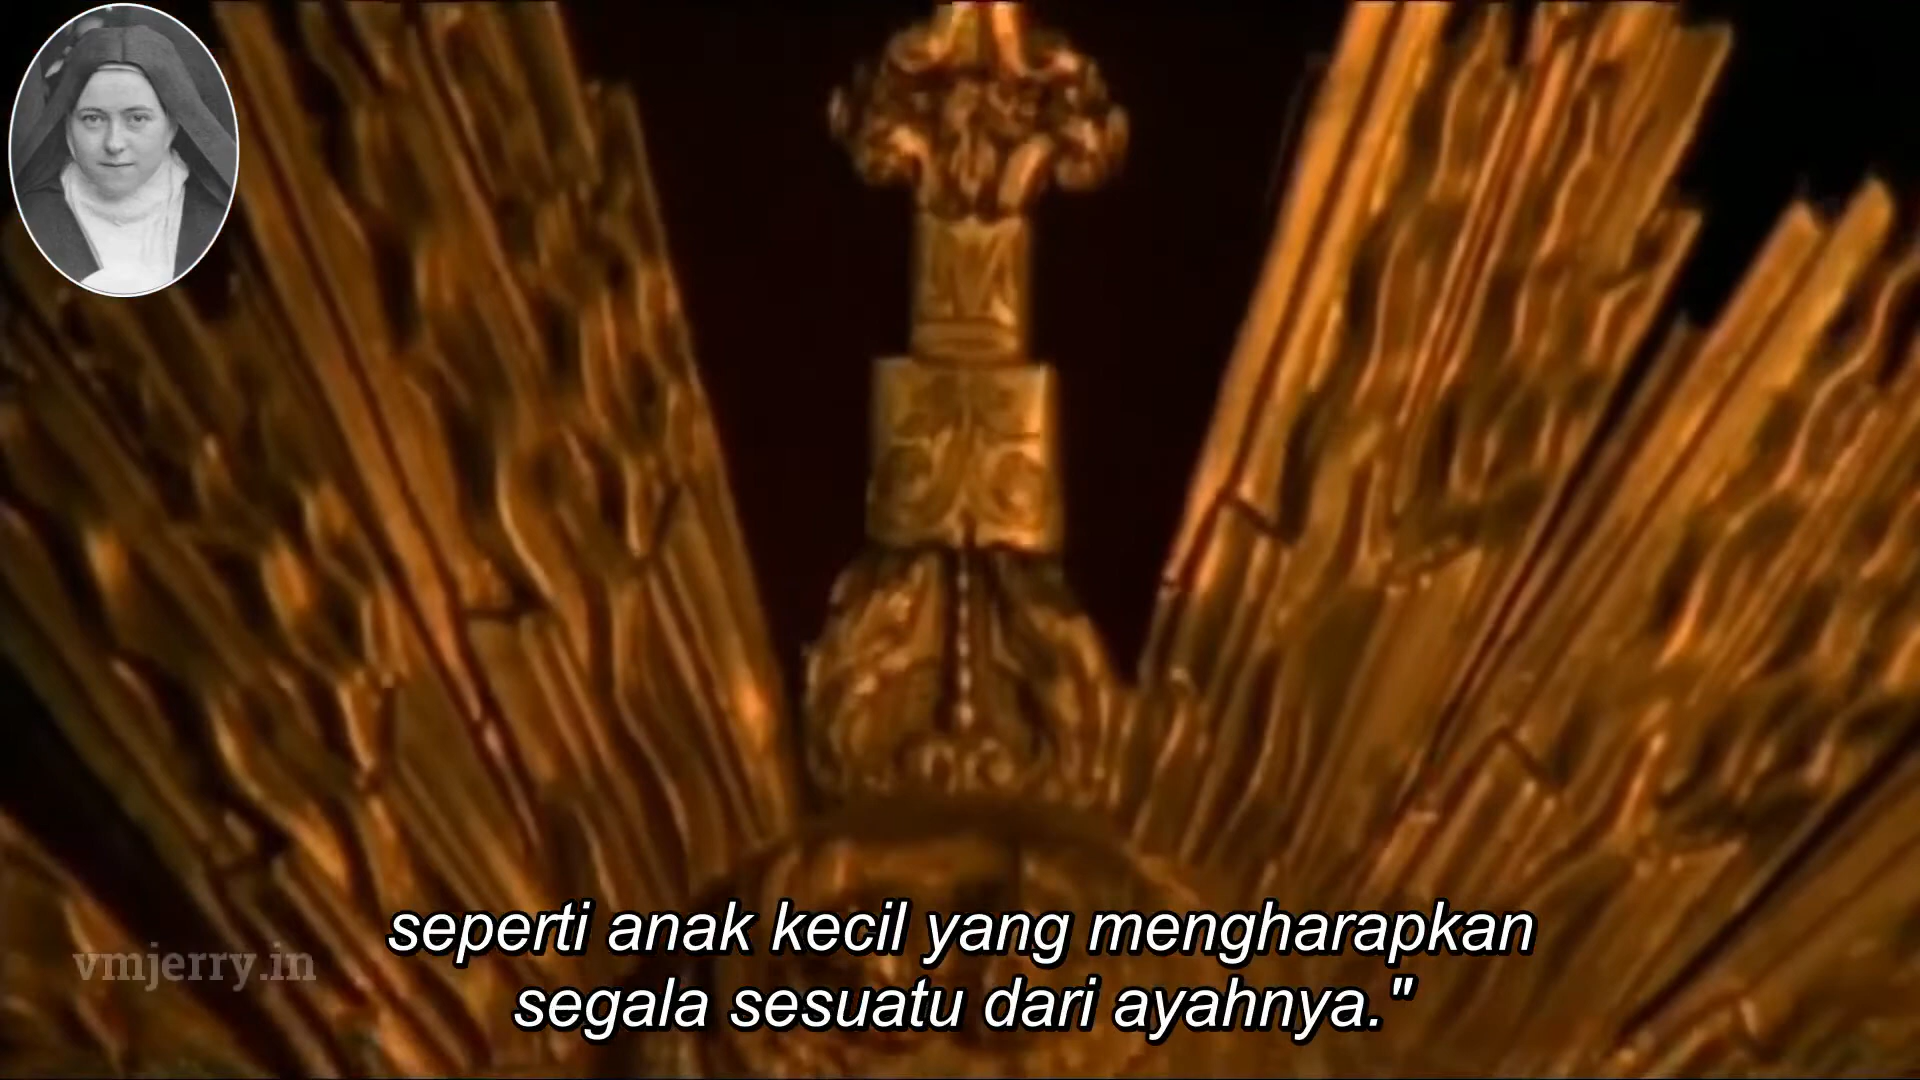 vmjerry.in
seperti anak kecil yang mengharapkan
segala sesuatu dari ayahnya."